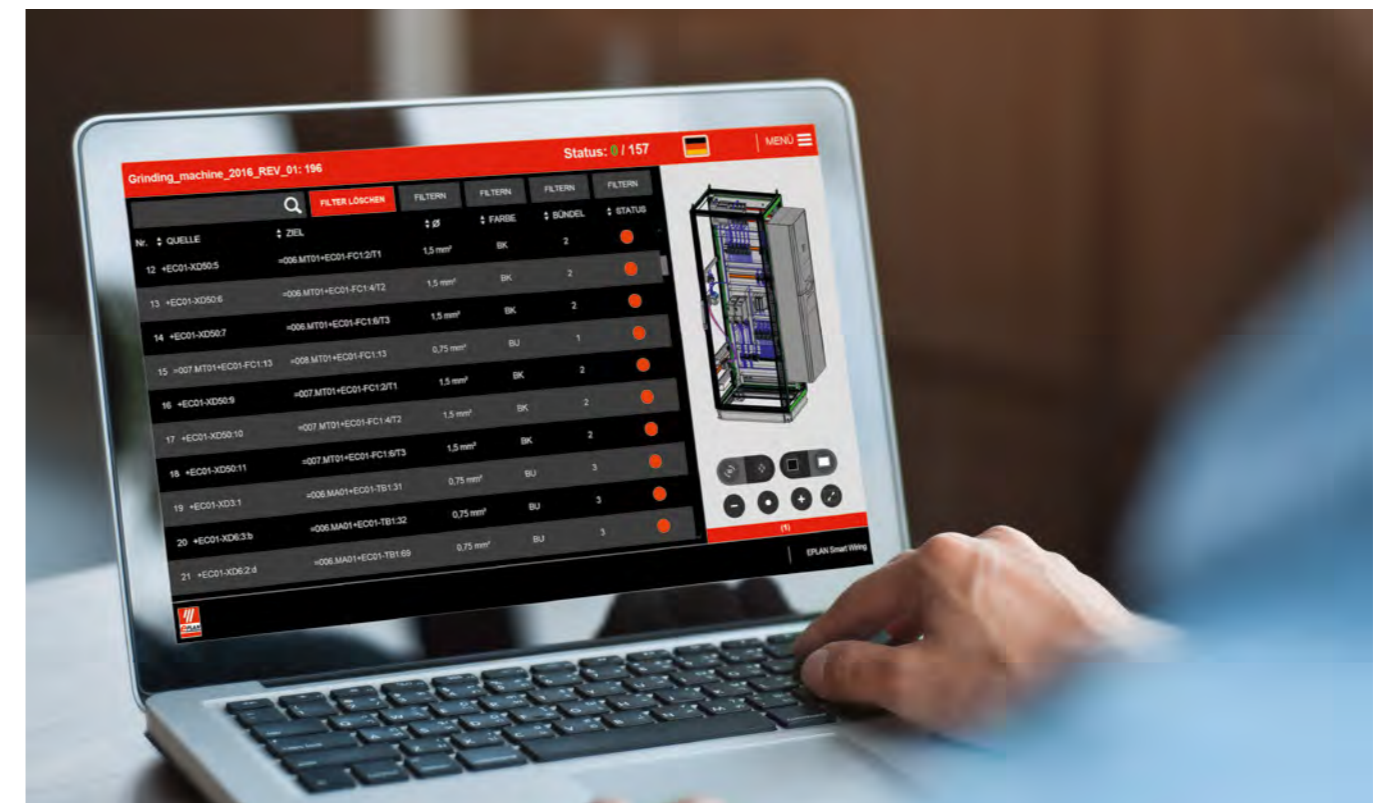 Grinding_machine_2016_REV_01: 196 Status: 0 / 157 MENÜ
FILTER LÖSCHEN FILTERN FILTERN FILTERN FILTERN
Nr. QUELLE ZIEL Ø FARBE BÜNDEL STATUS
12 +EC01-XD50:5 =006.MT01+EC01-FC1:2/T1 1,5 mm² BK 2
13 +EC01-XD50:6 =006.MT01+EC01-FC1:4/T2 1,5 mm² BK 2
14 +EC01-XD50:7 =006.MT01+EC01-FC1:6/T3 1,5 mm² BK 2
15 =007.MT01+EC01-FC1:13 =008.MT01+EC01-FC1:13 0,75 mm² BU 1
16 +EC01-XD50:9 =007.MT01+EC01-FC1:2/T1 1,5 mm² BK 2
17 +EC01-XD50:10 =007.MT01+EC01-FC1:4/T2 1,5 mm² BK 2
18 +EC01-XD50:11 =007.MT01+EC01-FC1:6/T3 1,5 mm² BK 2
19 +EC01-XD3:1 =006.MA01+EC01-TB1:31 0,75 mm² BU 3
20 +EC01-XD6:3:b =006.MA01+EC01-TB1:32 0,75 mm² BU 3
21 +EC01-XD6:2:d =006.MA01+EC01-TB1:69 0,75 mm² BU 3
(1)
EPLAN Smart Wiring
EPLAN